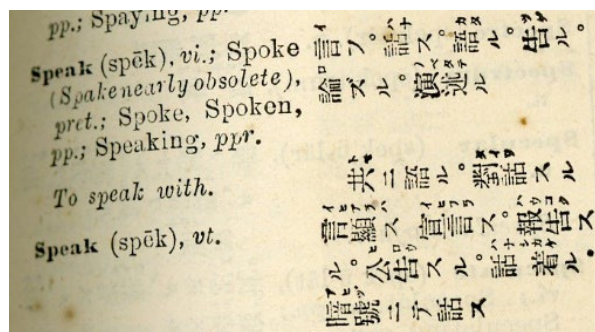 pp.; Spaying, pp
Speak (spēk), vi.; Spoke 言フ。話ス。語ル。告ル。
(Spake nearly obsolete), 論ズル。演述ル
pret.; Spoke, Spoken,
pp.; Speaking, ppr.
To speak with. 共ニ語ル。對話スル
Speak (spēk), vt. 言顯ス 宣言ス。報告ス
ル。公告スル。話着ル.
暗號ニテ話ス